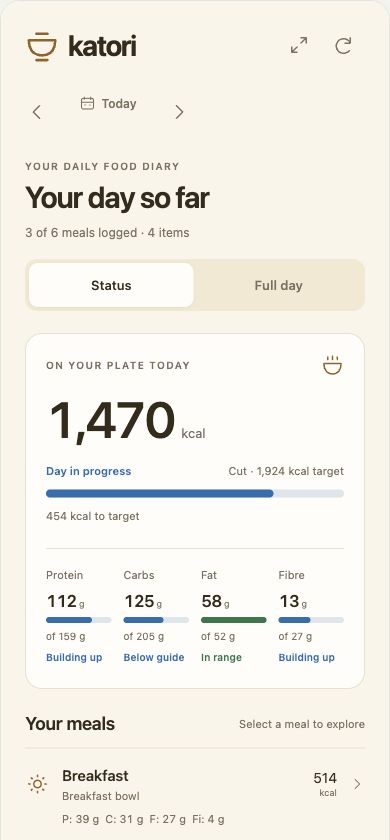 katori
Today
YOUR DAILY FOOD DIARY
Your day so far
3 of 6 meals logged · 4 items
Status Full day
ON YOUR PLATE TODAY
1,470 kcal
Day in progress Cut · 1,924 kcal target
454 kcal to target
Protein Carbs Fat Fibre
112 g 125 g 58 g 13 g
of 159 g of 205 g of 52 g of 27 g
Building up Below guide In range Building up
Your meals Select a meal to explore
Breakfast 514
Breakfast bowl kcal
P: 39 g C: 31 g F: 27 g Fi: 4 g